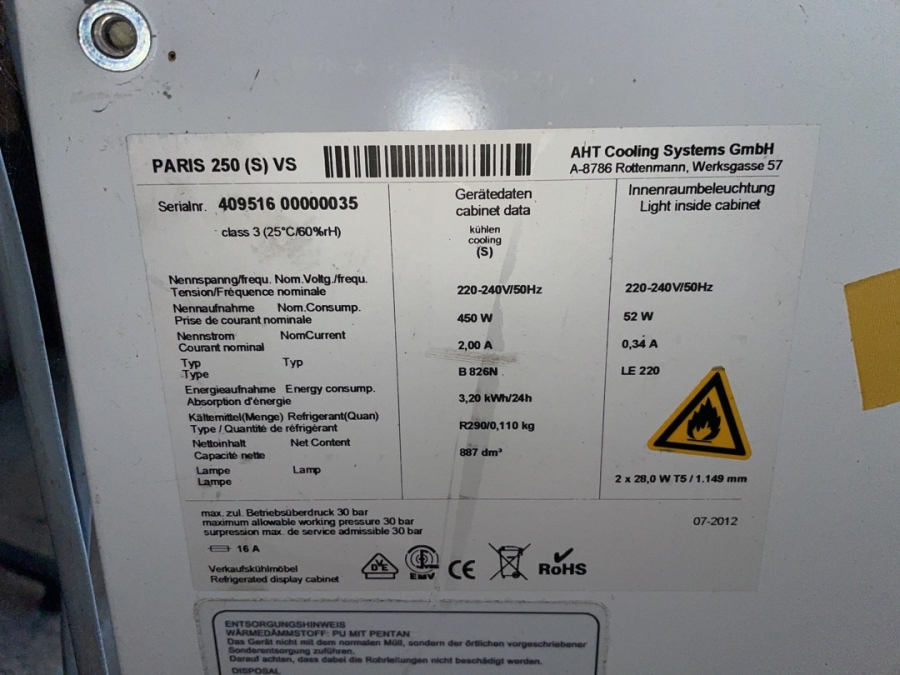 PARIS 250 (S) VS
AHT Cooling Systems GmbH
A-8786 Rottenmann, Werksgasse 57
Serialnr. 409516 00000035
class 3 (25°C/60%rH)
Gerätedaten
cabinet data
kühlen
cooling
(S)
Innenraumbeleuchtung
Light inside cabinet
Nennspanng/frequ. Nom.Voltg./frequ.
Tension/Fréquence nominale
220-240V/50Hz
220-240V/50Hz
Nennaufnahme Nom.Consump.
Prise de courant nominale
450 W
52 W
Nennstrom NomCurrent
Courant nominal
2,00 A
0,34 A
Typ Typ
Type
B 826N
LE 220
Energieaufnahme Energy consump.
Absorption d'énergie
3,20 kWh/24h
Kältemittel(Menge) Refrigerant(Quan)
Type / Quantité de réfrigérant
R290/0,110 kg
Nettoinhalt Net Content
Capacité nette
887 dm³
Lampe Lamp
Lampe
2 x 28,0 W T5 / 1.149 mm
max. zul. Betriebsüberdruck 30 bar
maximum allowable working pressure 30 bar
surpression max. de service admissible 30 bar
07-2012
16 A
Verkaufskühlmöbel
Refrigerated display cabinet
VDE
EMV
CE
RoHS
ENTSORGUNGSHINWEIS
WÄRMEDÄMMSTOFF: PU MIT PENTAN
Das Gerät nicht mit dem normalen Müll, sondern der örtlichen vorgeschriebener
Sonderentsorgung zuführen.
Darauf achten, dass dabei die Rohrleitungen nicht beschädigt werden.
DISPOSAL